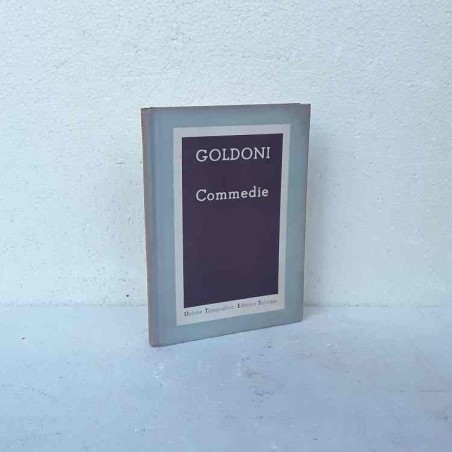 GOLDONI
Commedie
Unione Tipografico - Editrice Torinese